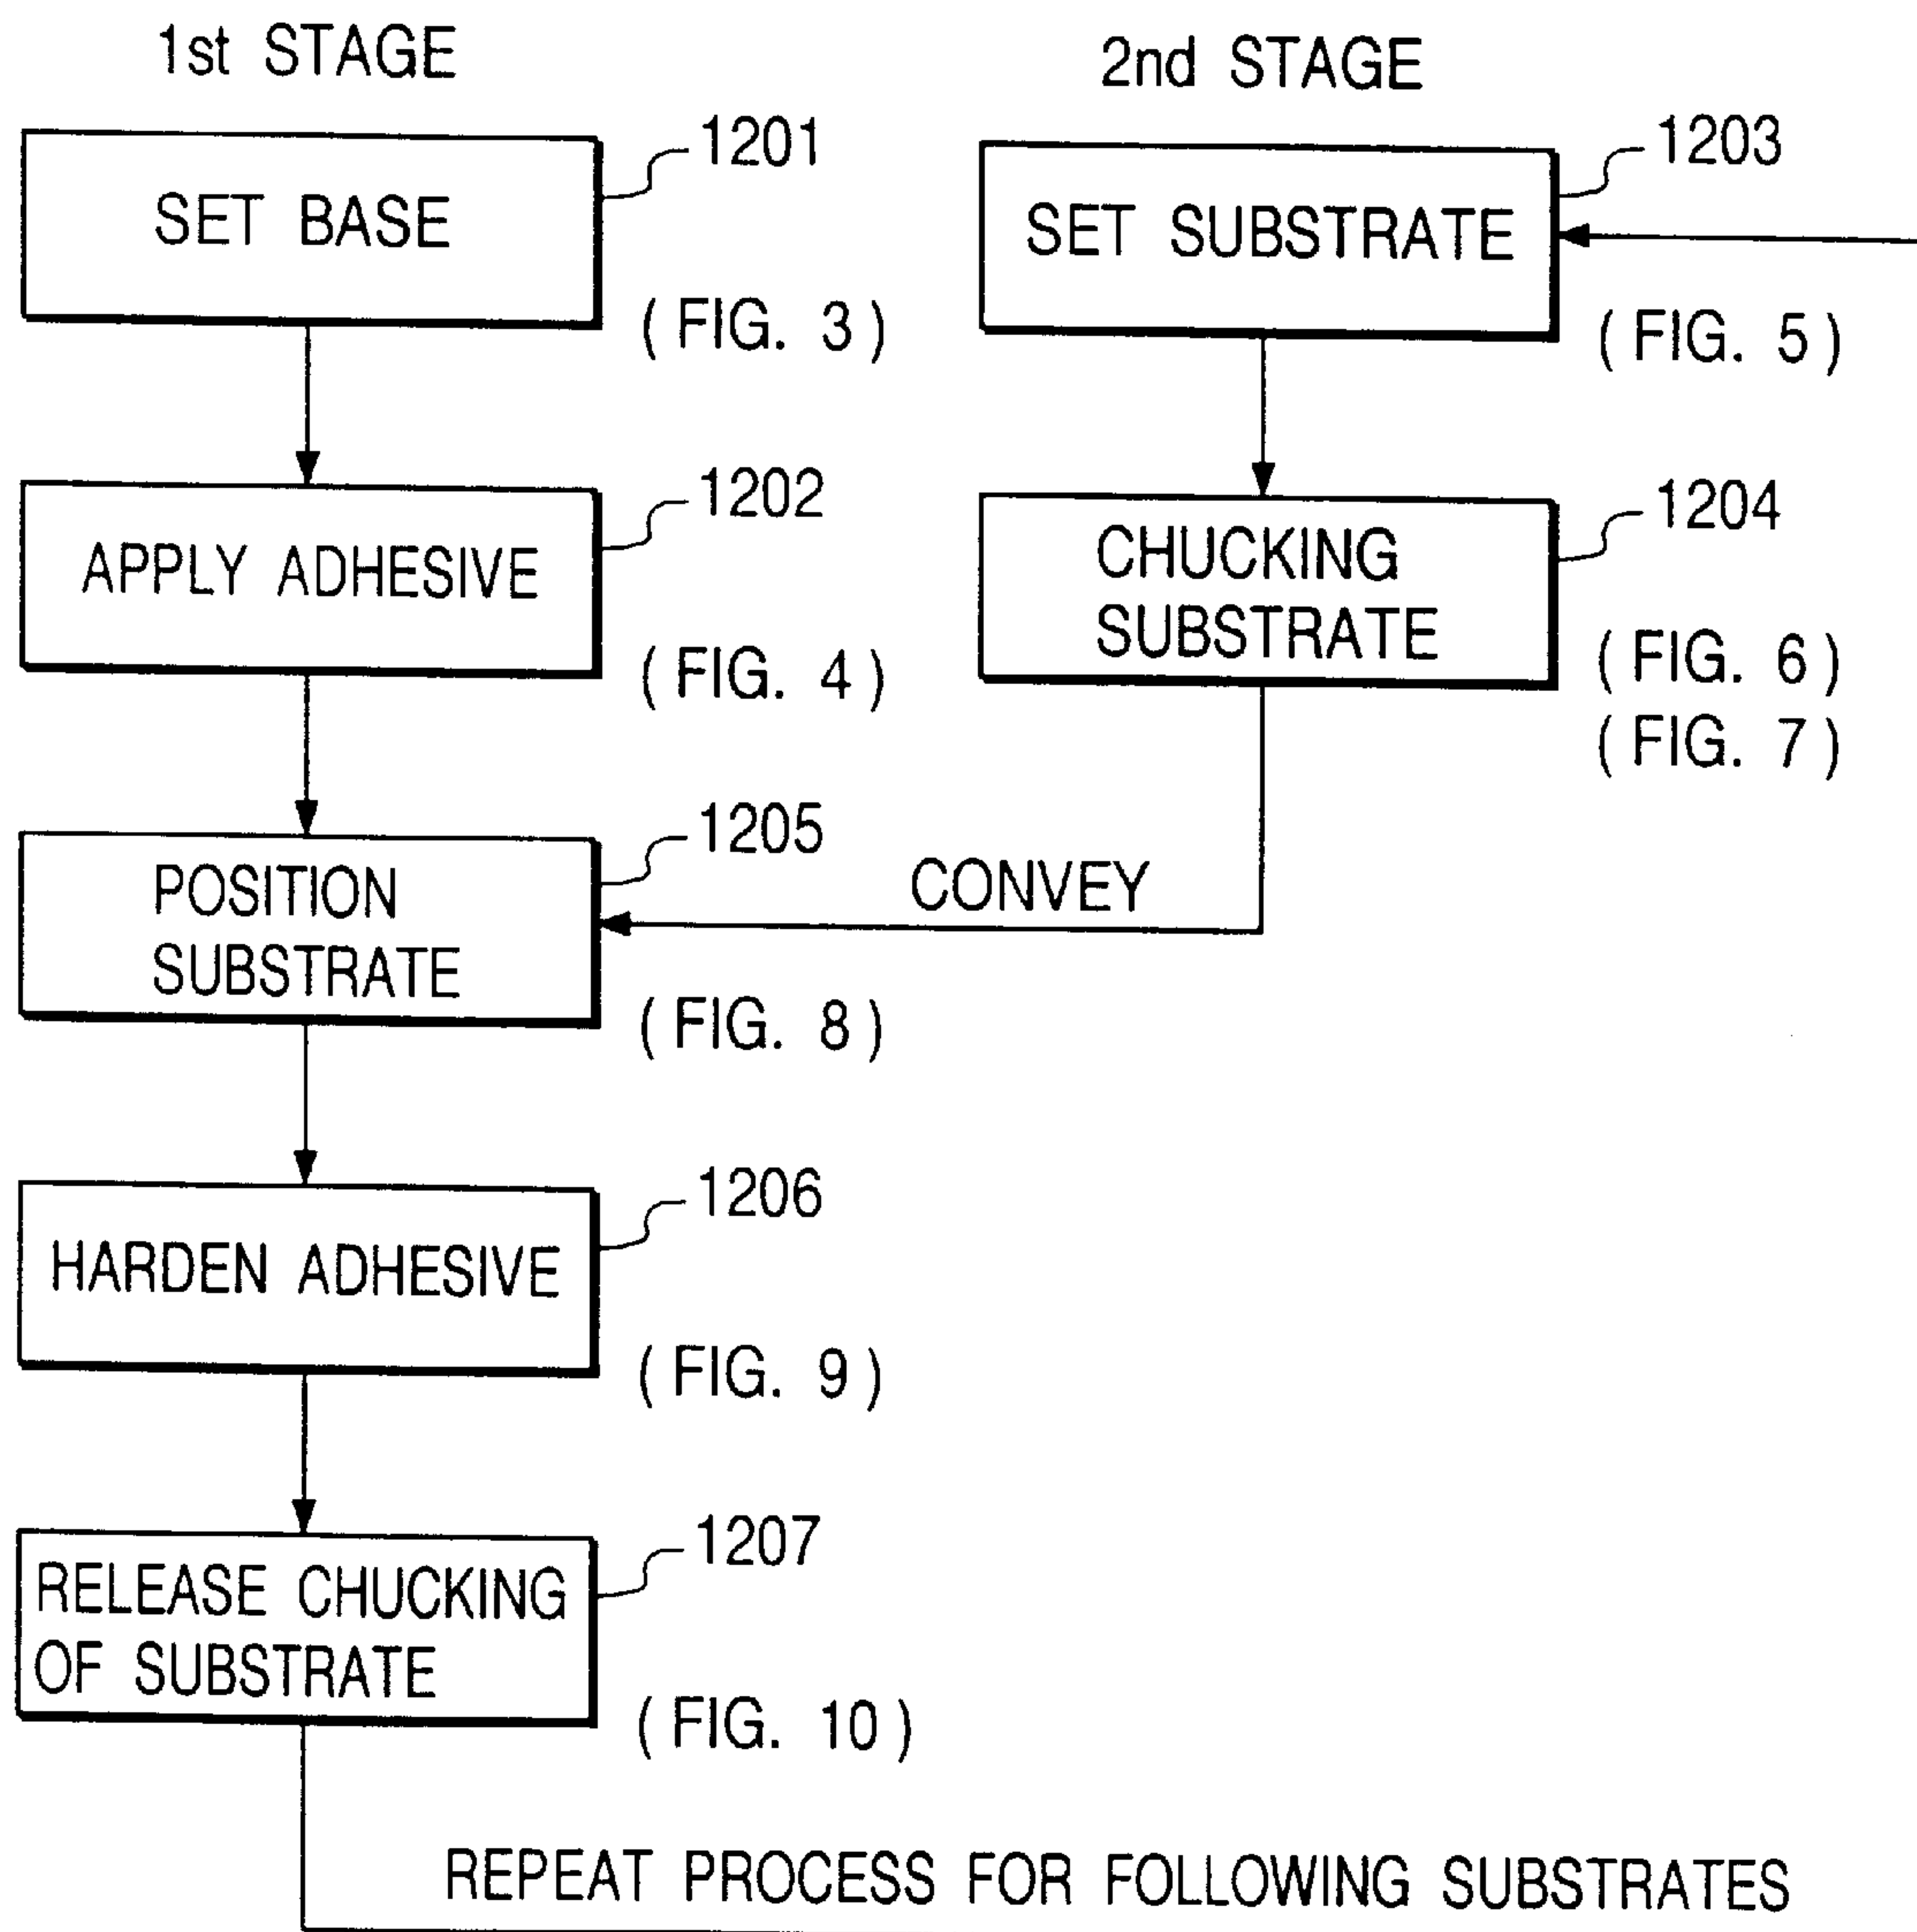 1st STAGE
1201
SET BASE
( FIG. 3 )
1202
APPLY ADHESIVE
( FIG. 4 )
1205
POSITION
SUBSTRATE
( FIG. 8 )
1206
HARDEN ADHESIVE
( FIG. 9 )
1207
RELEASE CHUCKING
OF SUBSTRATE
( FIG. 10 )
2nd STAGE
1203
SET SUBSTRATE
( FIG. 5 )
1204
CHUCKING
SUBSTRATE
( FIG. 6 )
( FIG. 7 )
CONVEY
REPEAT PROCESS FOR FOLLOWING SUBSTRATES